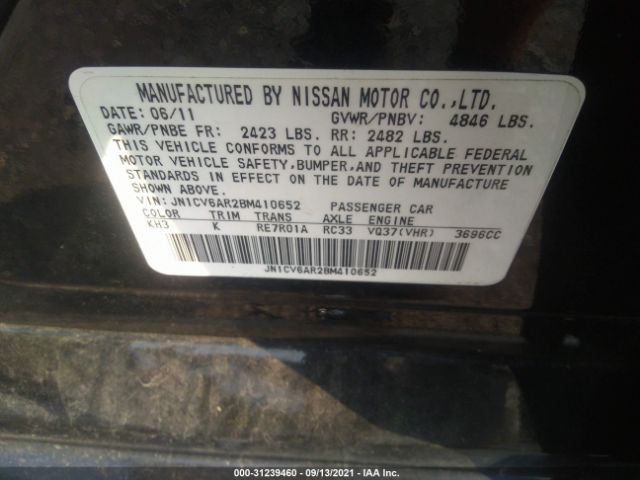 MANUFACTURED BY NISSAN MOTOR CO.,LTD.
DATE: 06/11 GVWR/PNBV: 4846 LBS.
GAWR/PNBE FR: 2423 LBS. RR: 2482 LBS.
THIS VEHICLE CONFORMS TO ALL APPLICABLE FEDERAL
MOTOR VEHICLE SAFETY,BUMPER,AND THEFT PREVENTION
STANDARDS IN EFFECT ON THE DATE OF MANUFACTURE
SHOWN ABOVE.
VIN: JN1CV6AR2BM410652 PASSENGER CAR
COLOR TRIM TRANS AXLE ENGINE
KH3 K RE7R01A RC33 VQ37(VHR) 3696CC
JN1CV6AR2BM410652
000-31239460 - 09/13/2021 - IAA Inc.